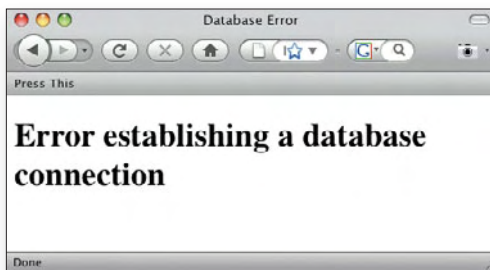 Database Error
Press This
Error establishing a database
connection
Done